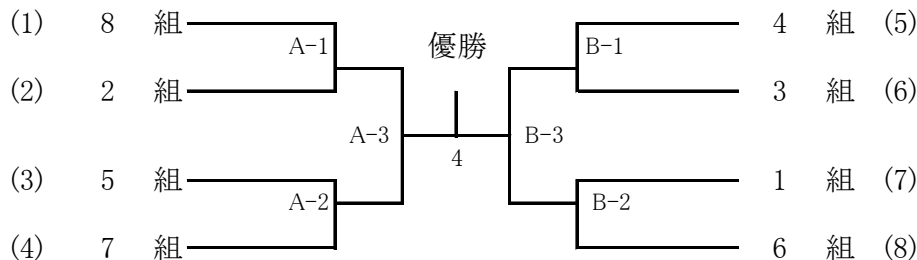 (1) 8 組 4 組 (5)
A-1 優勝 B-1
(2) 2 組 3 組 (6)
A-3 B-3
4
(3) 5 組 1 組 (7)
A-2 B-2
(4) 7 組 6 組 (8)